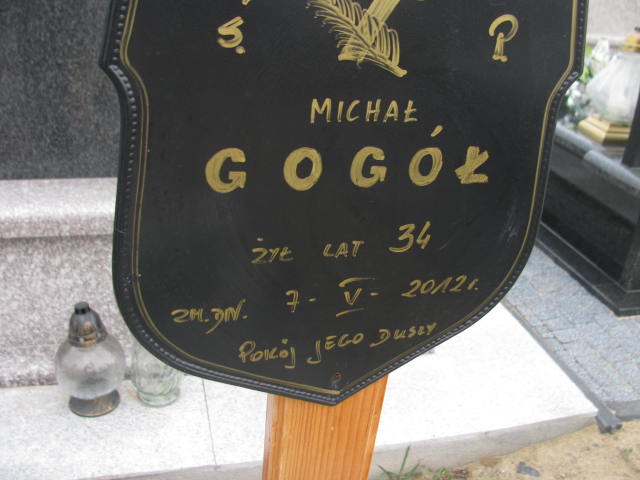 Ś. P.
MICHAŁ
GOGÓŁ
ŻYŁ LAT 34
ZM. DN. 7-V-2012 r.
POKÓJ JEGO DUSZY